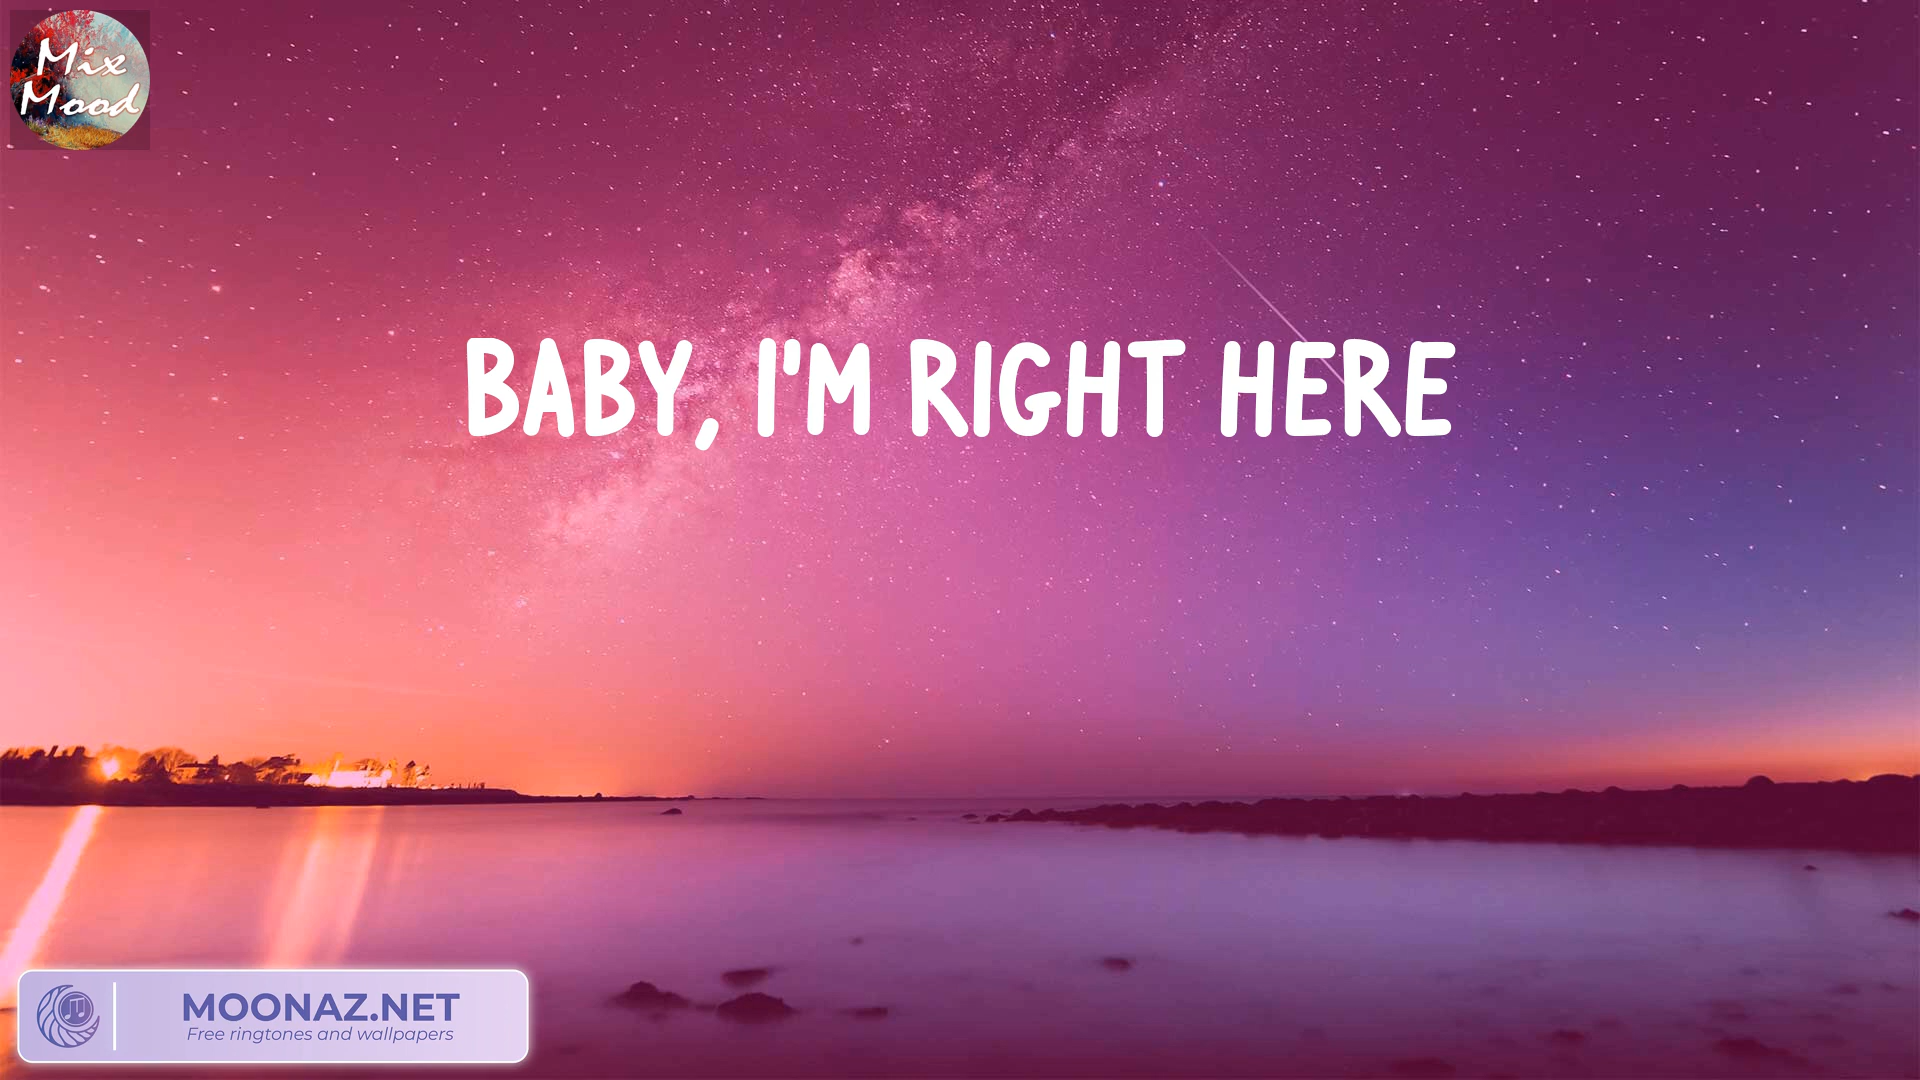 Mix
Mood
BABY, I'M RIGHT HERE
MOONAZ.NET
Free ringtones and wallpapers